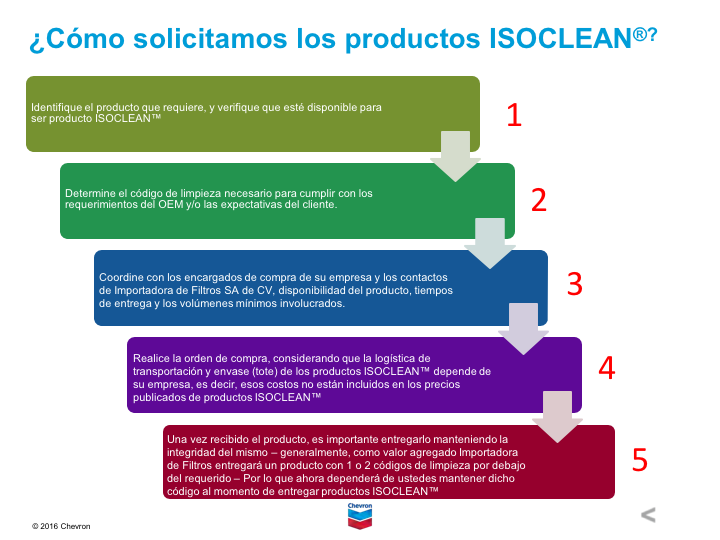 ¿Cómo solicitamos los productos ISOCLEAN®?
Identifique el producto que requiere, y verifique que esté disponible para
ser producto ISOCLEAN™
1
Determine el código de limpieza necesario para cumplir con los
requerimientos del OEM y/o las expectativas del cliente.
2
Coordine con los encargados de compra de su empresa y los contactos
de Importadora de Filtros SA de CV, disponibilidad del producto, tiempos
de entrega y los volúmenes mínimos involucrados.
3
Realice la orden de compra, considerando que la logística de
transportación y envase (tote) de los productos ISOCLEAN™ depende de
su empresa, es decir, esos costos no están incluidos en los precios
publicados de productos ISOCLEAN™
4
Una vez recibido el producto, es importante entregarlo manteniendo la
integridad del mismo – generalmente, como valor agregado Importadora
de Filtros entregará un producto con 1 o 2 códigos de limpieza por debajo
del requerido – Por lo que ahora dependerá de ustedes mantener dicho
código al momento de entregar productos ISOCLEAN™
5
© 2016 Chevron
Chevron